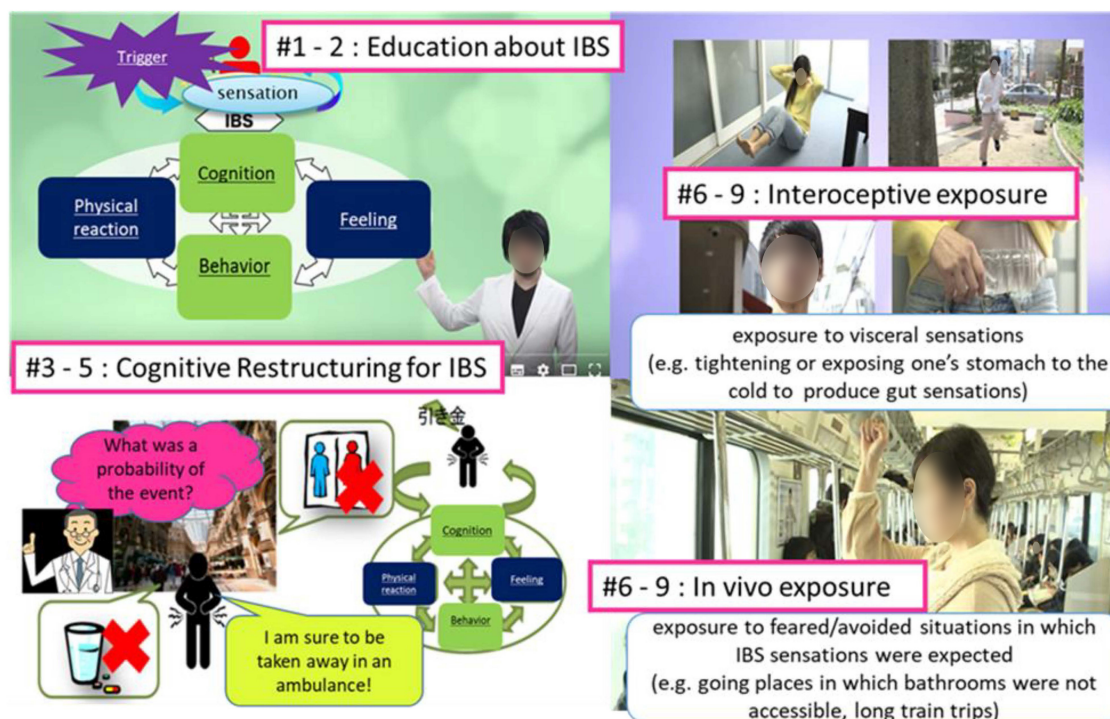 Trigger
#1 - 2 : Education about IBS
sensation
IBS
Cognition
Physical
reaction
Feeling
Behavior
#3 - 5 : Cognitive Restructuring for IBS
What was a
probability of
the event?
引き金
Cognition
Physical
reaction
Feeling
Behavior
I am sure to be
taken away in an
ambulance!
#6 - 9 : Interoceptive exposure
exposure to visceral sensations
(e.g. tightening or exposing one's stomach to the
cold to produce gut sensations)
#6 - 9 : In vivo exposure
exposure to feared/avoided situations in which
IBS sensations were expected
(e.g. going places in which bathrooms were not
accessible, long train trips)